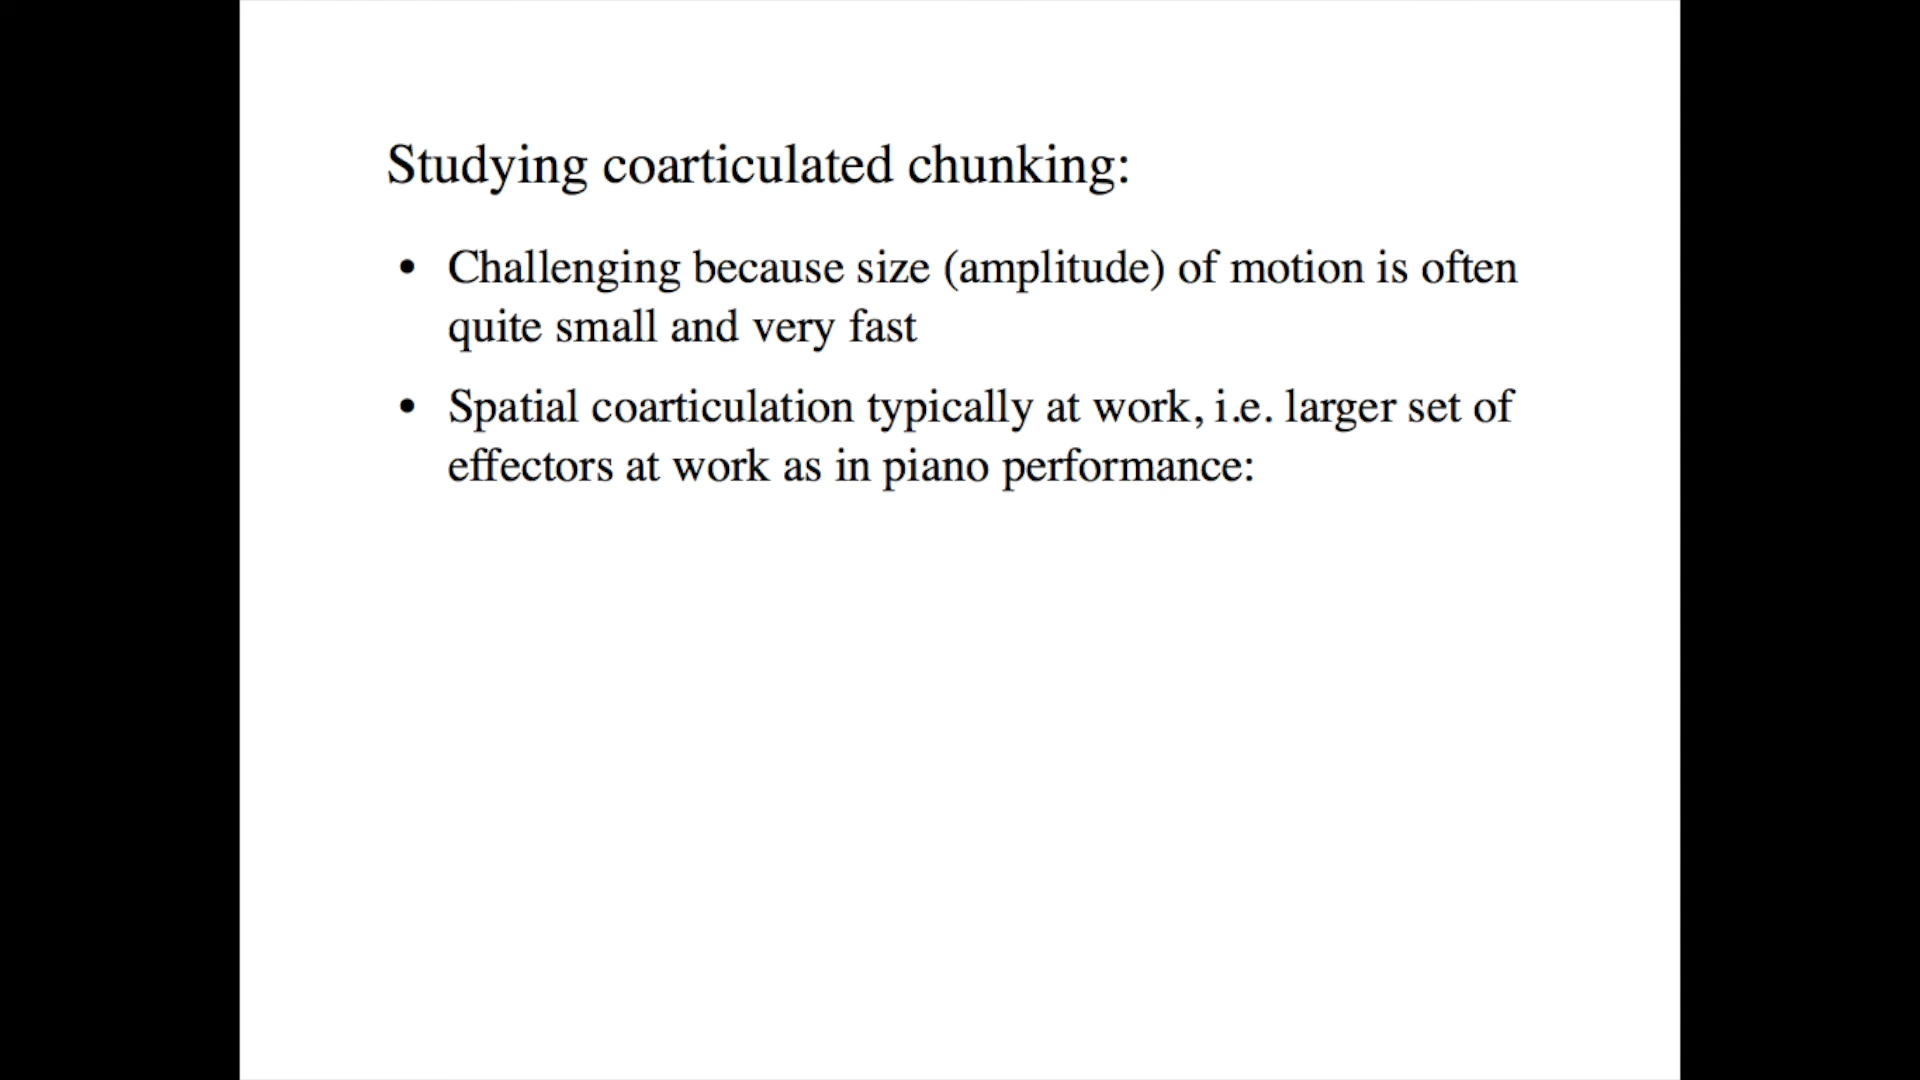 Studying coarticulated chunking:
• Challenging because size (amplitude) of motion is often
quite small and very fast
• Spatial coarticulation typically at work, i.e. larger set of
effectors at work as in piano performance: